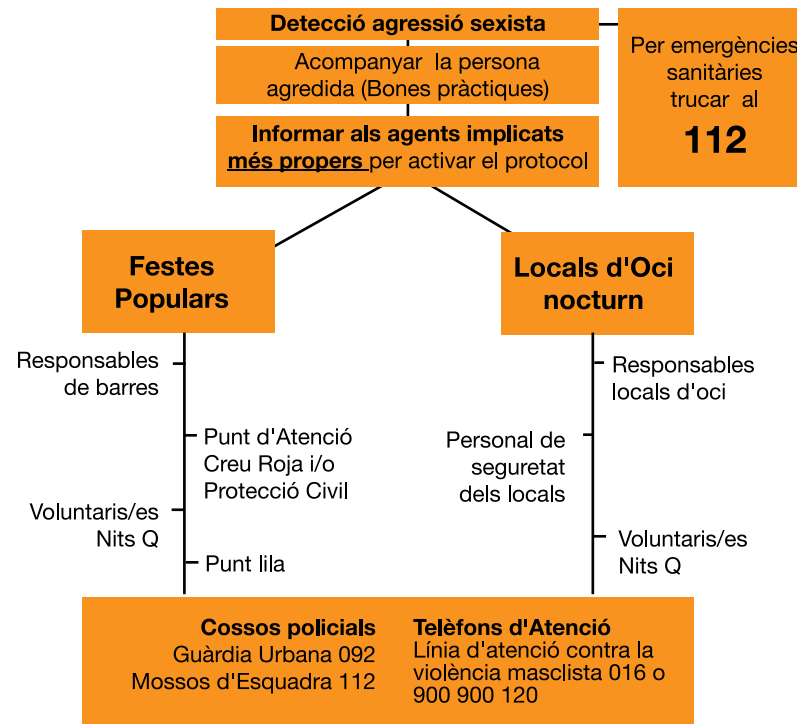 Detecció agressió sexista
Acompanyar la persona
agredida (Bones pràctiques)
Informar als agents implicats
més propers per activar el protocol
Per emergències
sanitàries
trucar al
112
Festes
Populars
Responsables
de barres
Punt d'Atenció
Creu Roja i/o
Protecció Civil
Voluntaris/es
Nits Q
Punt lila
Locals d'Oci
nocturn
Responsables
locals d'oci
Personal de
seguretat
dels locals
Voluntaris/es
Nits Q
Cossos policials
Guàrdia Urbana 092
Mossos d'Esquadra 112
Telèfons d'Atenció
Línia d'atenció contra la
violència masclista 016 o
900 900 120